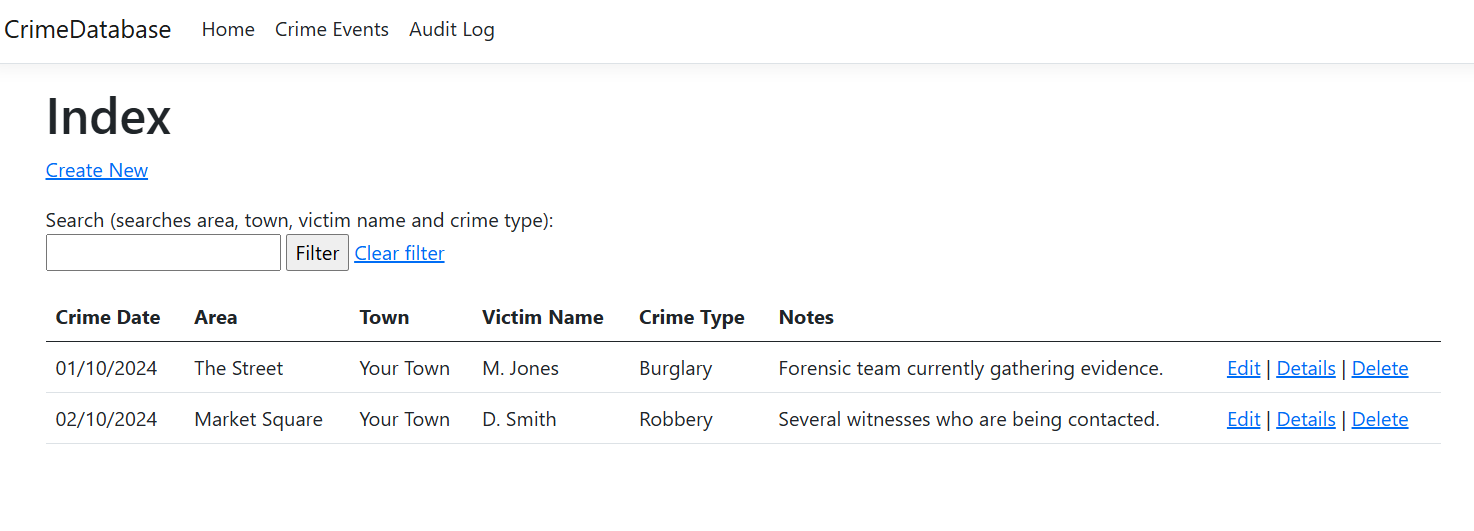 CrimeDatabase Home Crime Events Audit Log
Index
Create New
Search (searches area, town, victim name and crime type):
Filter Clear filter
Crime Date Area Town Victim Name Crime Type Notes
01/10/2024 The Street Your Town M. Jones Burglary Forensic team currently gathering evidence. Edit | Details | Delete
02/10/2024 Market Square Your Town D. Smith Robbery Several witnesses who are being contacted. Edit | Details | Delete